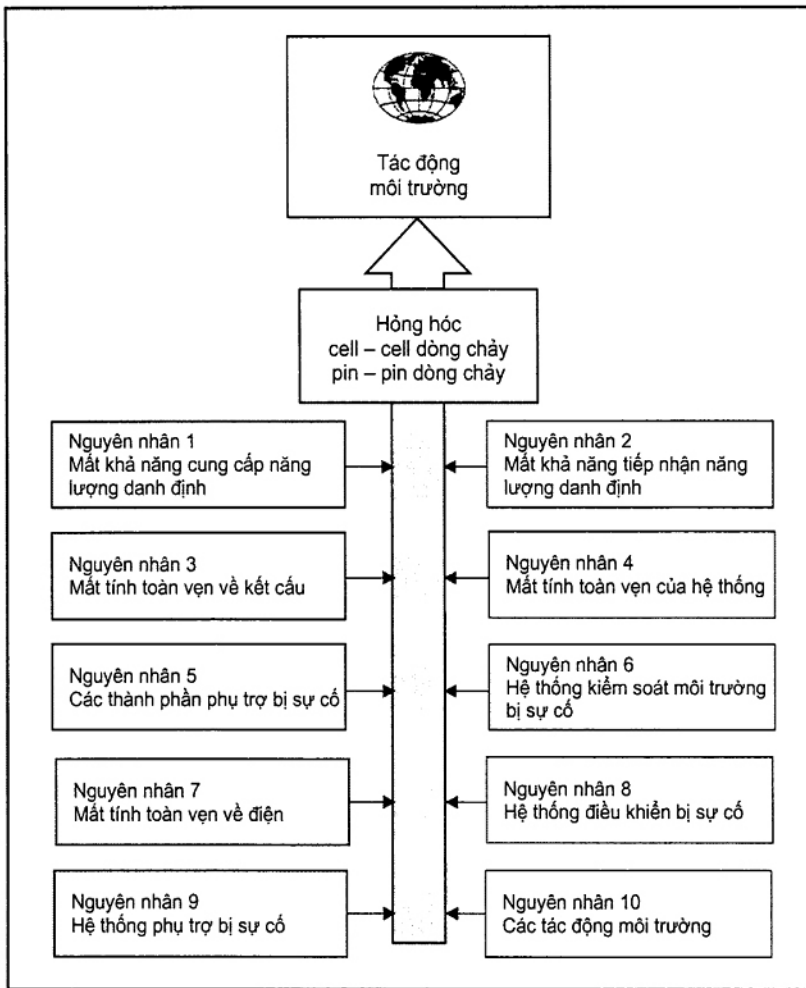 Tác động
môi trường
Hỏng hóc
cell – cell dòng chảy
pin – pin dòng chảy
Nguyên nhân 1
Mất khả năng cung cấp năng
lượng danh định
Nguyên nhân 2
Mất khả năng tiếp nhận năng
lượng danh định
Nguyên nhân 3
Mất tính toàn vẹn về kết cấu
Nguyên nhân 4
Mất tính toàn vẹn của hệ thống
Nguyên nhân 5
Các thành phần phụ trợ bị sự cố
Nguyên nhân 6
Hệ thống kiểm soát môi trường
bị sự cố
Nguyên nhân 7
Mất tính toàn vẹn về điện
Nguyên nhân 8
Hệ thống điều khiển bị sự cố
Nguyên nhân 9
Hệ thống phụ trợ bị sự cố
Nguyên nhân 10
Các tác động môi trường